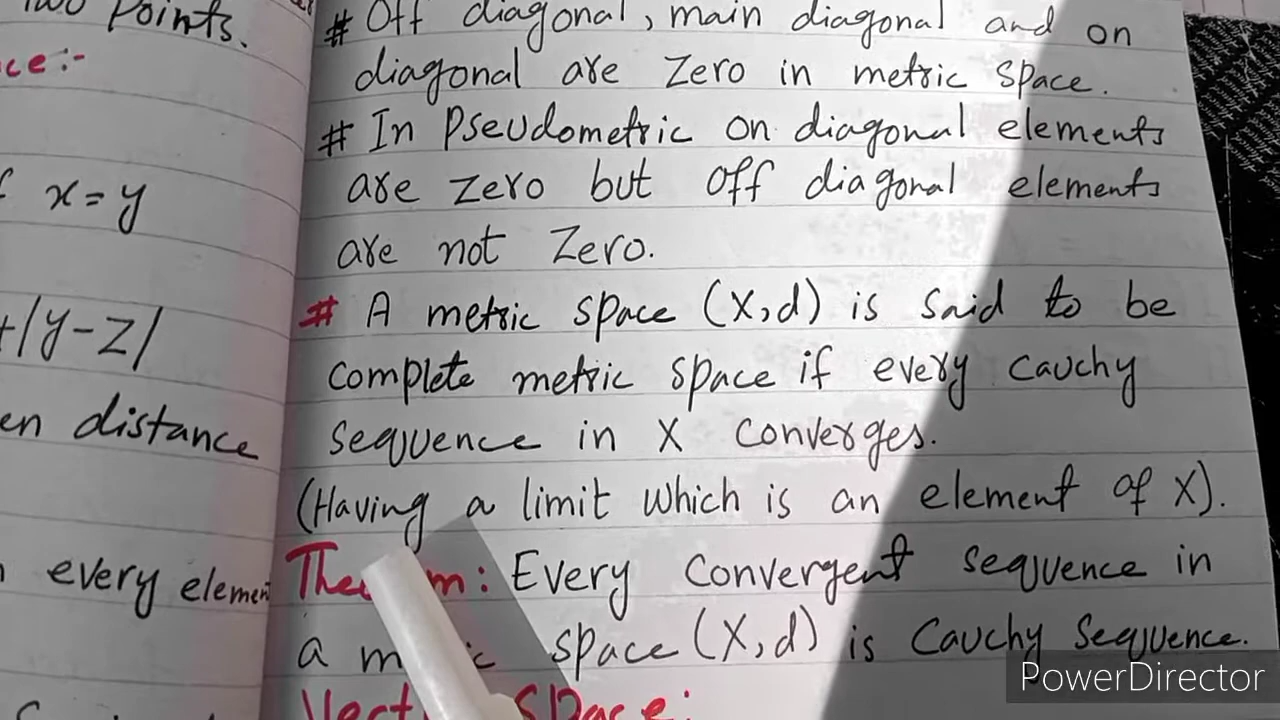 two Points.
ce:-
x=y
+|y-z|
en distance
every element
# Off diagonal, main diagonal and on
diagonal are Zero in metric space.
# In Pseudometric on diagonal elements
are zero but off diagonal elements
are not Zero.
# A metric space (X,d) is said to be
complete metric space if every cauchy
sequence in X converges.
(Having a limit which is an element of X).
: Every convergent sequence in
a space (X,d) is Cauchy Sequence.
Space:
PowerDirector